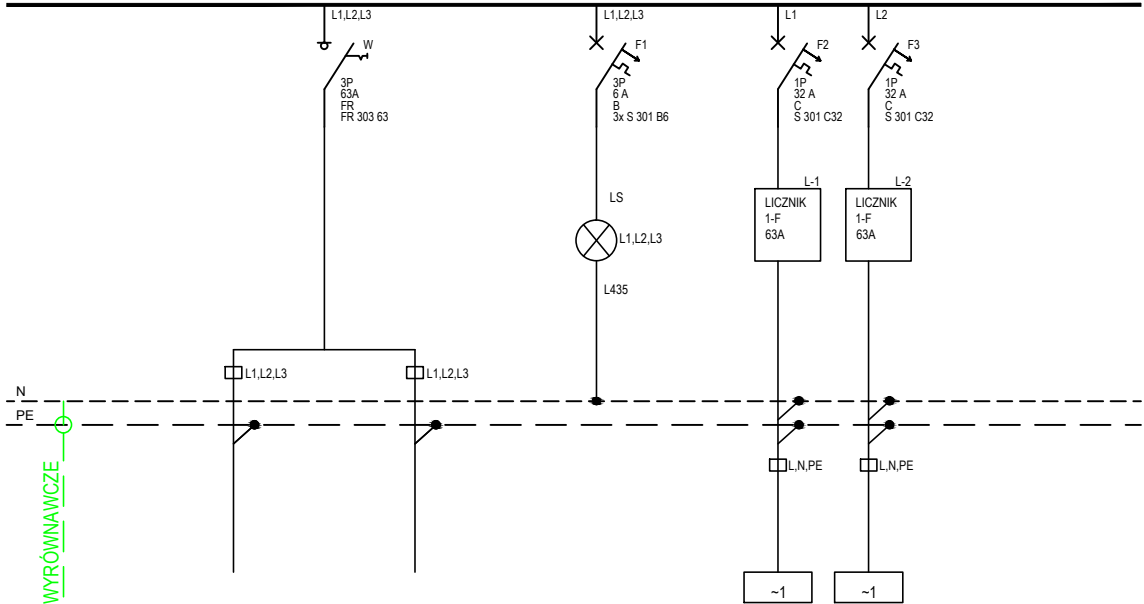 L1,L2,L3
W
3P
63A
FR
FR 303 63
L1,L2,L3
F1
3P
6 A
B
3x S 301 B6
LS
L1,L2,L3
L435
L1
F2
1P
32 A
C
S 301 C32
L-1
LICZNIK
1-F
63A
L2
F3
1P
32 A
C
S 301 C32
L-2
LICZNIK
1-F
63A
L1,L2,L3
L1,L2,L3
N
PE
WYRÓWNAWCZE
L,N,PE
L,N,PE
~1
~1